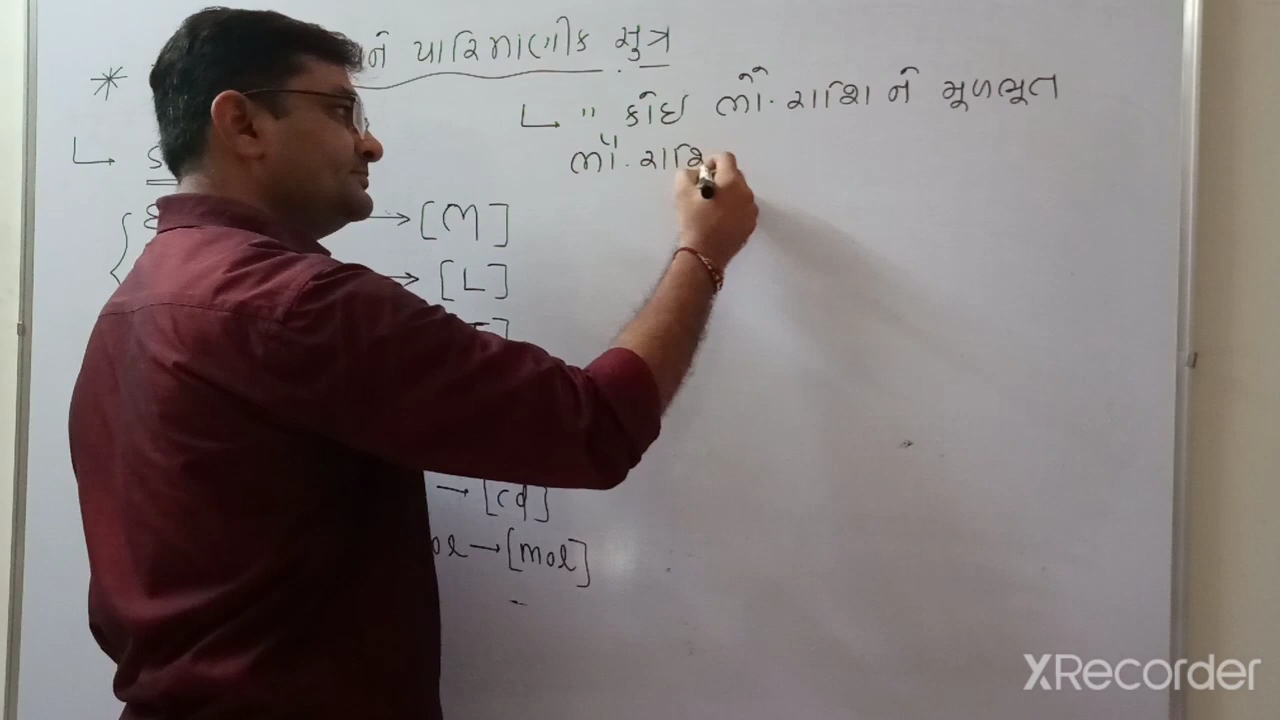 * ને પારિમાણીક સુત્ર
" કોઇ ભૌ. રાશિ ને મૂળભૂત
ભૌ. રાશિ
→ [M]
→ [L]
→ [cd]
→ [mol]
XRecorder